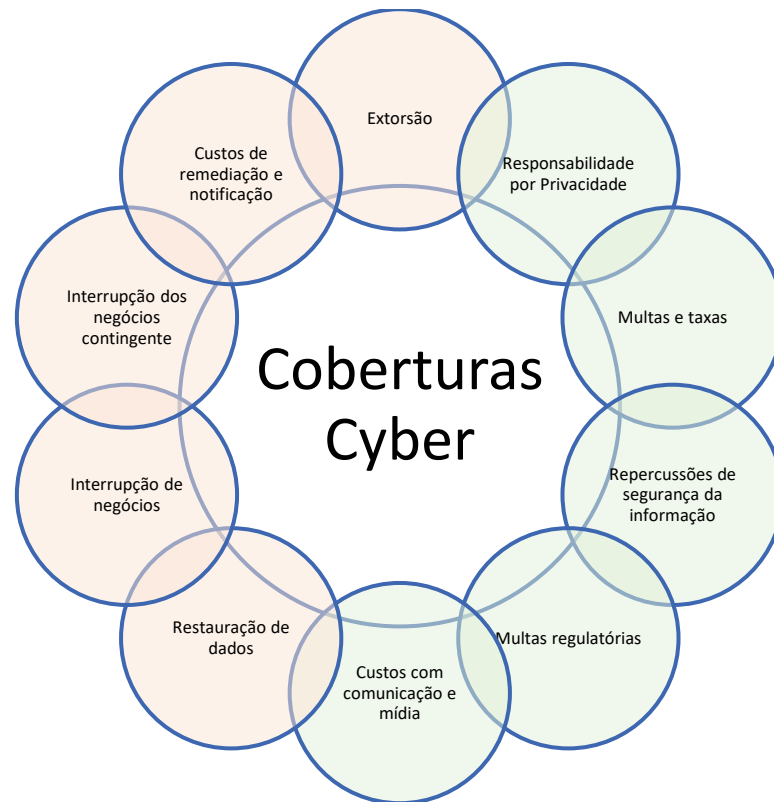 Extorsão
Responsabilidade
por Privacidade
Multas e taxas
Repercussões de
segurança da
informação
Multas regulatórias
Custos com
comunicação e
mídia
Restauração de
dados
Interrupção de
negócios
Interrupção dos
negócios
contingente
Custos de
remediação e
notificação
Coberturas
Cyber